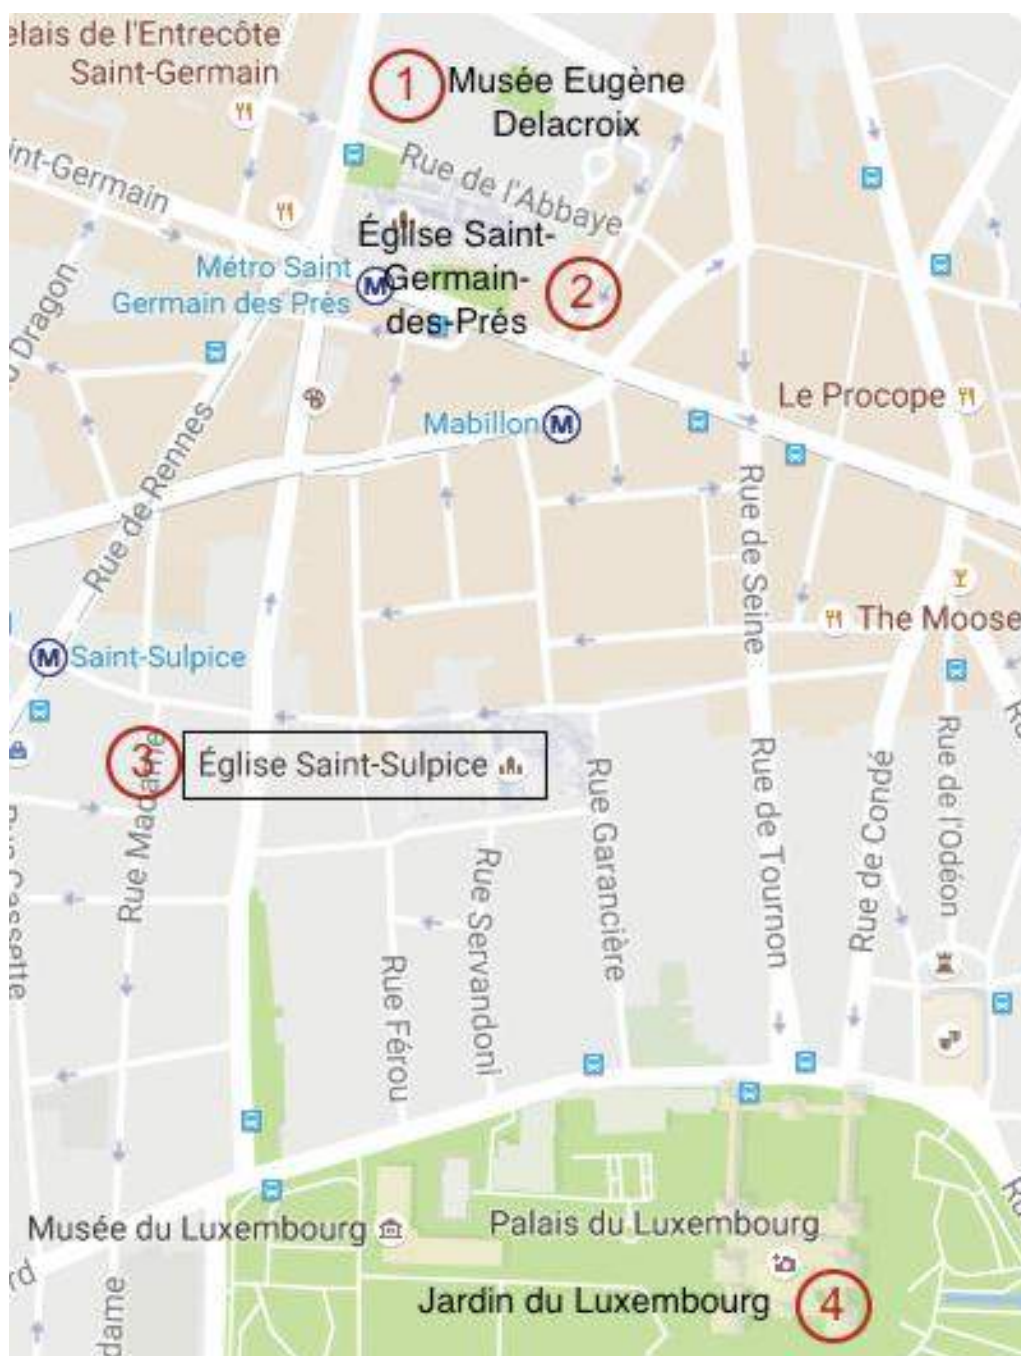 elais de l'Entrecôte
Saint-Germain
1
Musée Eugène
Delacroix
int-Germain
Rue de l'Abbaye
Église Saint-
Germain-
des-Prés
2
Métro Saint
Germain des Prés
M
Dragon
Le Procope
Mabillon
M
Rue de Rennes
Rue de Seine
The Moose
M
Saint-Sulpice
3
Église Saint-Sulpice
Rue Madame
Rue Garancière
Rue de Tournon
Rue de Condé
Rue de l'Odéon
Rue Cassette
Rue Servandoni
Rue Férou
Musée du Luxembourg
Palais du Luxembourg
Jardin du Luxembourg
4
rd
dame